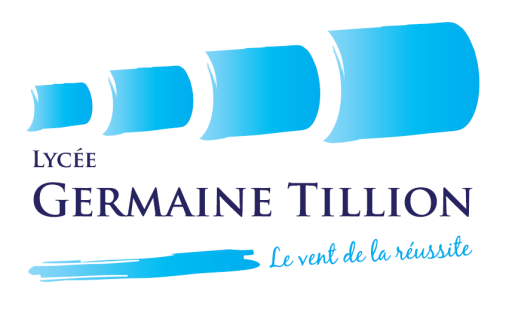 Lycée
Germaine Tillion
Le vent de la réussite